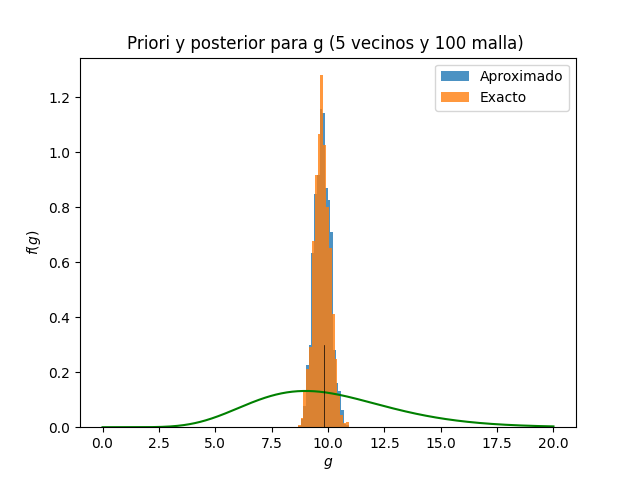 Priori y posterior para g (5 vecinos y 100 malla)
Aproximado
Exacto
1.2
1.0
0.8
0.6
0.4
0.2
0.0
f(g)
0.0 2.5 5.0 7.5 10.0 12.5 15.0 17.5 20.0
g